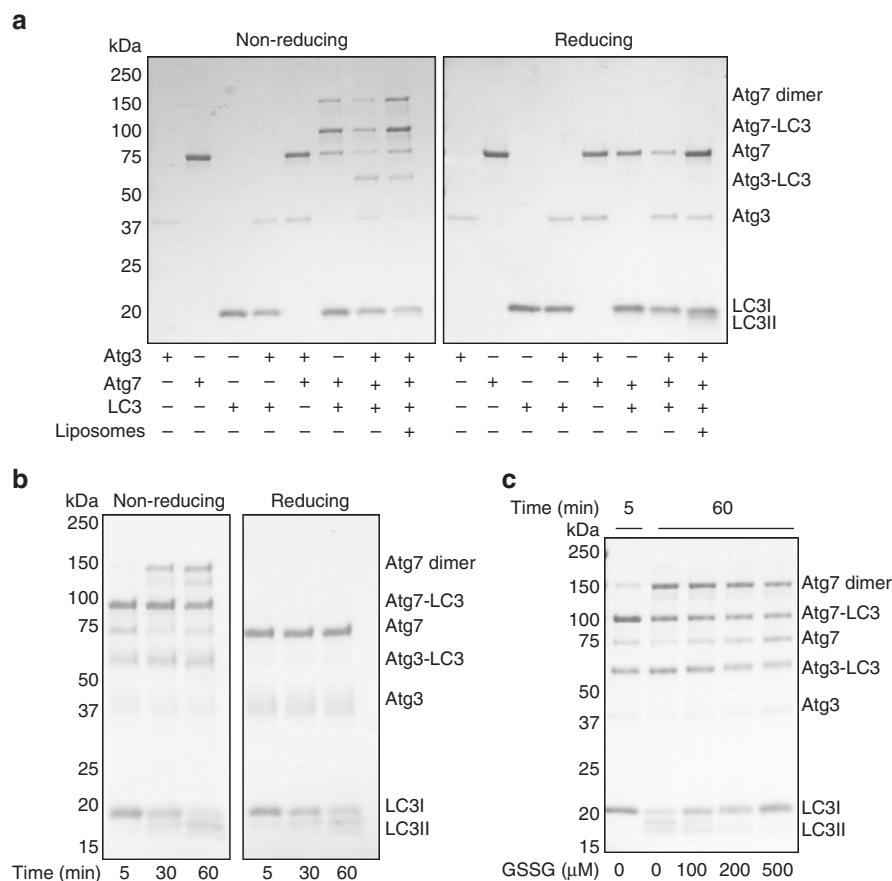 a
Non-reducing Reducing
kDa
250
150 Atg7 dimer
100 Atg7-LC3
75 Atg7
50 Atg3-LC3
37 Atg3
25
20 LC3I
LC3II
Atg3 + – – + + – + + + – – + + – + +
Atg7 – + – – + + + + – + – – + + + +
LC3 – – + + – + + + – – + + – + + +
Liposomes – – – – – – – + – – – – – – – +
b
kDa Non-reducing Reducing
250
150 Atg7 dimer
100 Atg7-LC3
75 Atg7
50 Atg3-LC3
37 Atg3
25
20 LC3I
LC3II
15
Time (min) 5 30 60 5 30 60
c
Time (min) 5 60
kDa
250
150 Atg7 dimer
100 Atg7-LC3
75 Atg7
50 Atg3-LC3
37 Atg3
25
20 LC3I
LC3II
15
GSSG (μM) 0 0 100 200 500